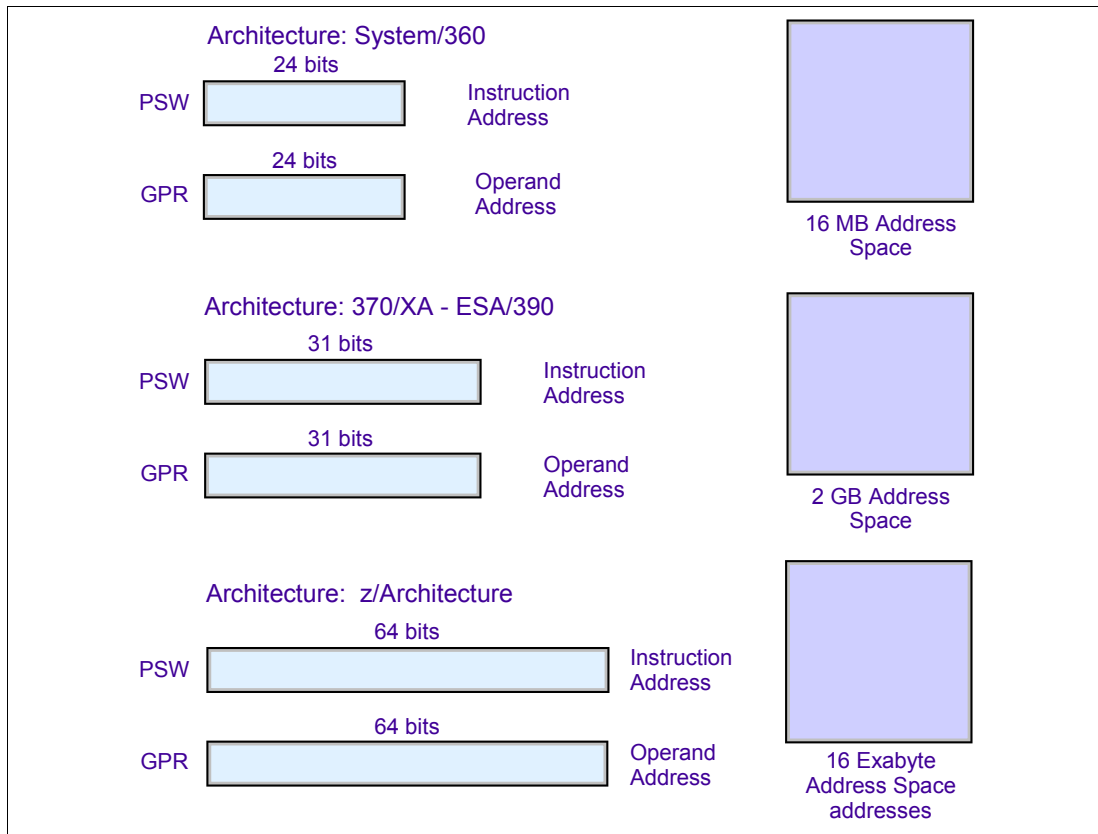 Architecture: System/360
24 bits
PSW
Instruction
Address
24 bits
GPR
Operand
Address
16 MB Address
Space
Architecture: 370/XA - ESA/390
31 bits
PSW
Instruction
Address
31 bits
GPR
Operand
Address
2 GB Address
Space
Architecture:  z/Architecture
64 bits
PSW
Instruction
Address
64 bits
GPR
Operand
Address
16 Exabyte
Address Space
addresses